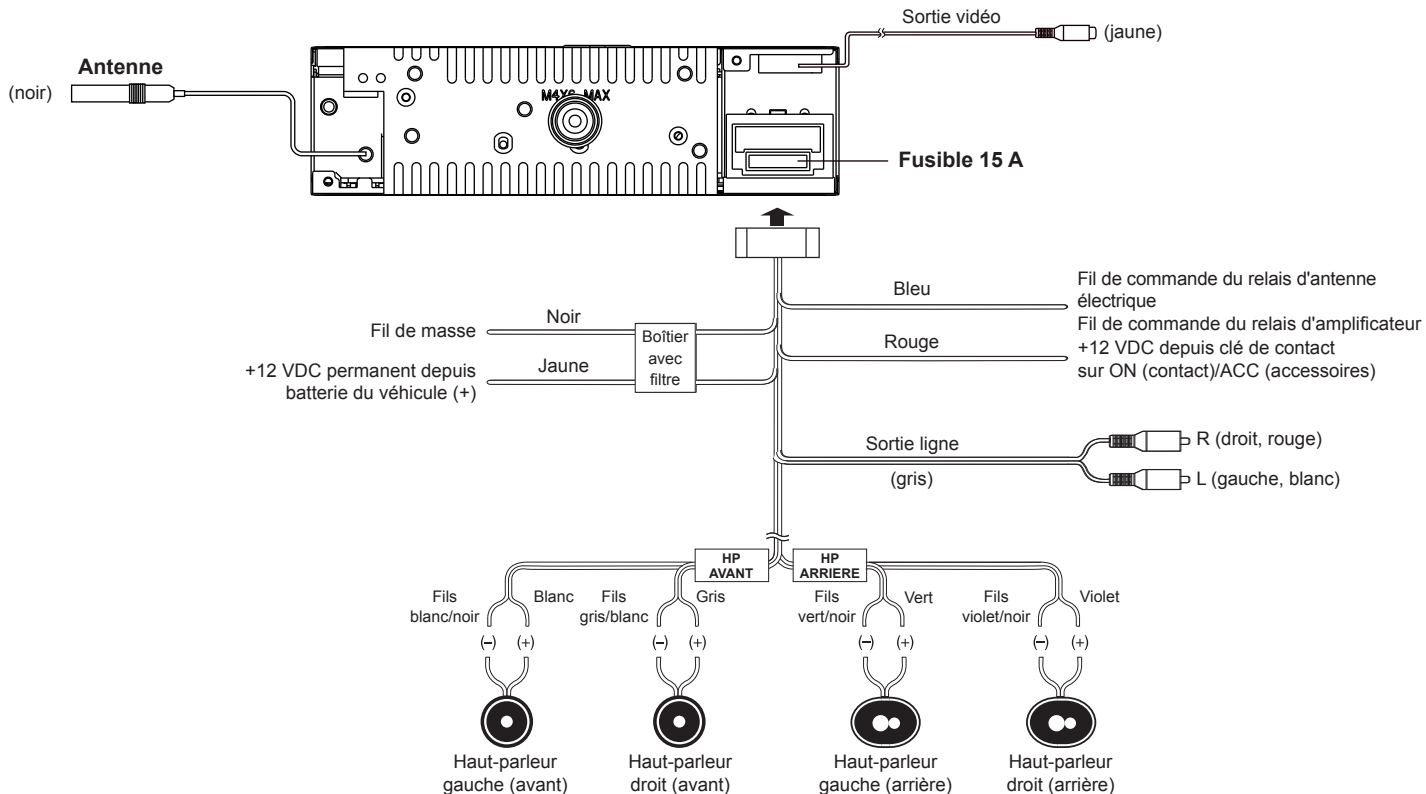 Sortie vidéo
(jaune)
Antenne
(noir)
M4X6 MAX
Fusible 15 A
Bleu
Fil de commande du relais d'antenne
électrique
Fil de commande du relais d'amplificateur
Noir
Fil de masse
Boîtier
avec
filtre
Rouge
+12 VDC depuis clé de contact
sur ON (contact)/ACC (accessoires)
Jaune
+12 VDC permanent depuis
batterie du véhicule (+)
Sortie ligne
(gris)
R (droit, rouge)
L (gauche, blanc)
HP
AVANT
HP
ARRIERE
Fils
blanc/noir
Blanc
Fils
gris/blanc
Gris
Fils
vert/noir
Vert
Fils
violet/noir
Violet
(–) (+)
(–) (+)
(–) (+)
(–) (+)
Haut-parleur
gauche (avant)
Haut-parleur
droit (avant)
Haut-parleur
gauche (arrière)
Haut-parleur
droit (arrière)